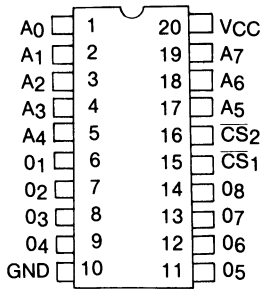 A0 1 20 VCC
A1 2 19 A7
A2 3 18 A6
A3 4 17 A5
A4 5 16 C̅S̅2
01 6 15 C̅S̅1
02 7 14 08
03 8 13 07
04 9 12 06
GND 10 11 05